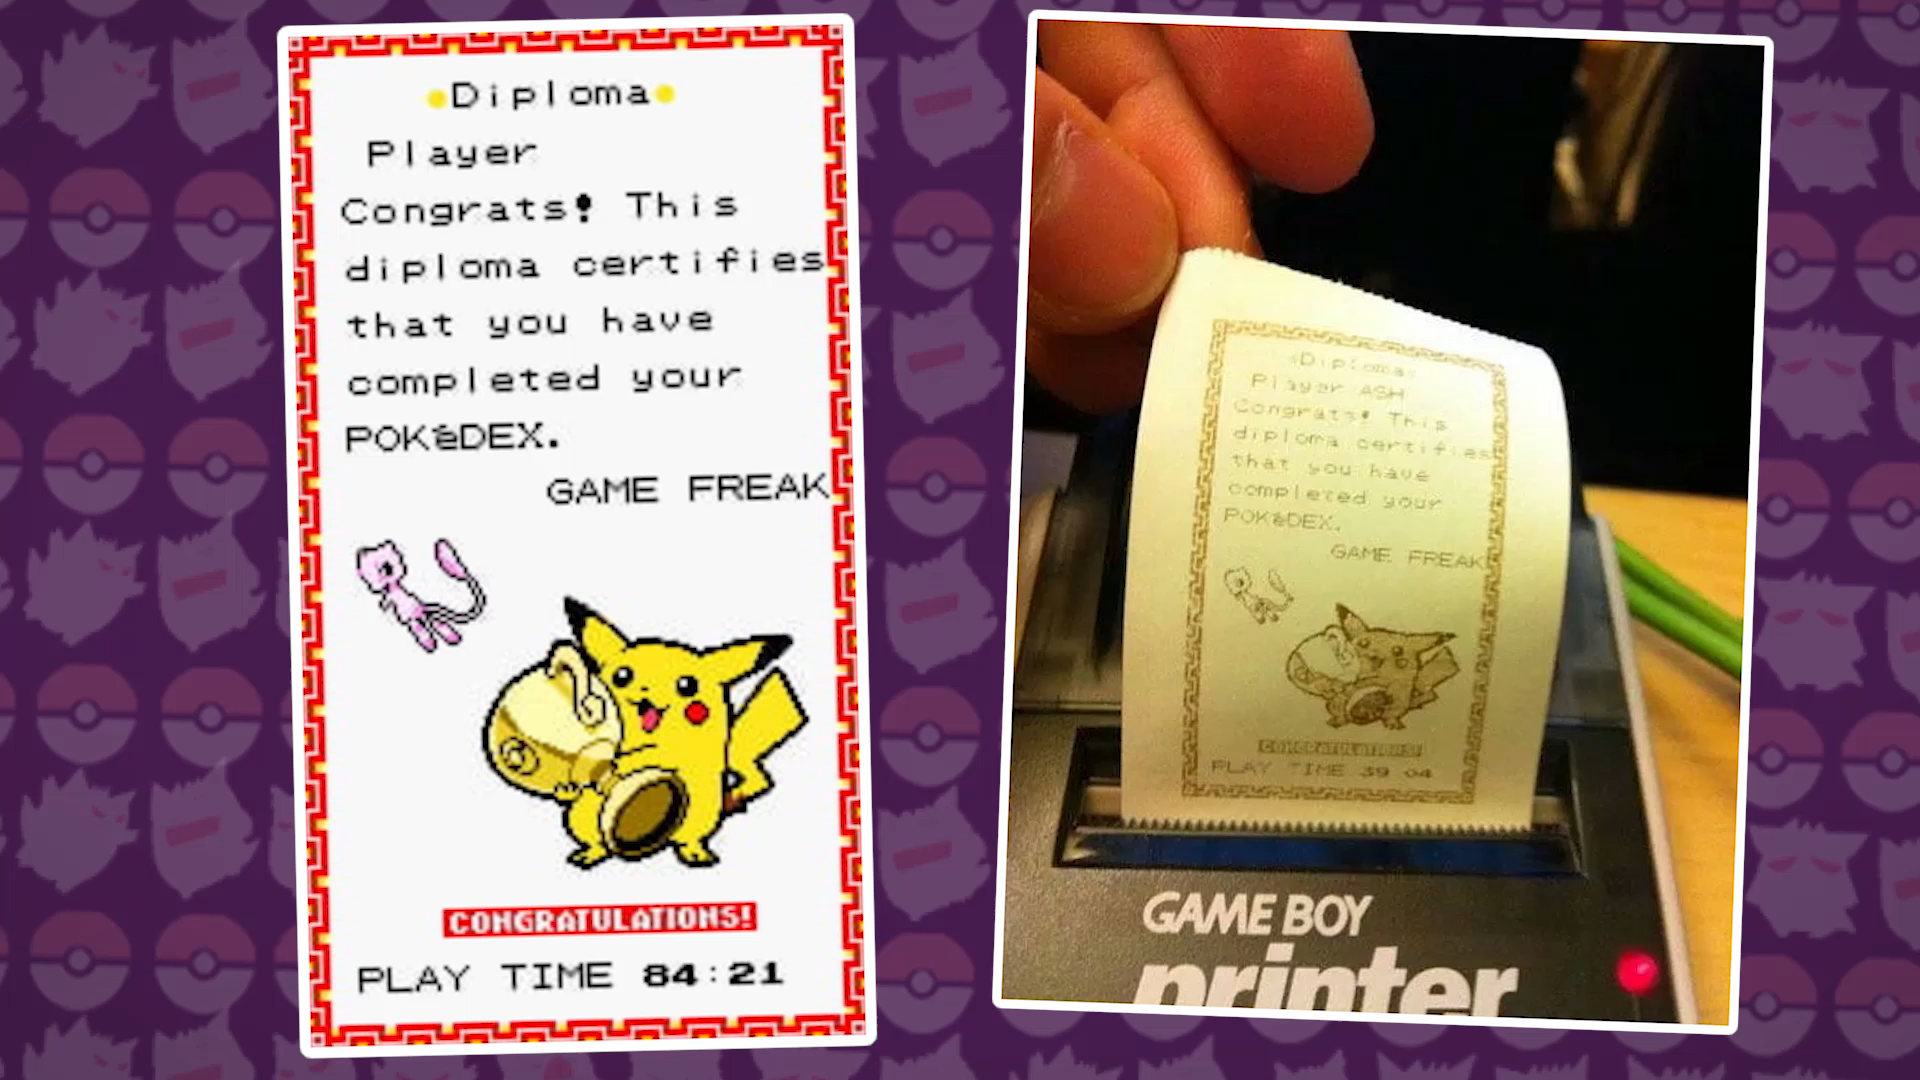 Diploma
Player
Congrats! This
diploma certifies
that you have
completed your
POKéDEX.
GAME FREAK
CONGRATULATIONS!
PLAY TIME 84:21
Diploma
Player ASH
Congrats! This
diploma certifies
that you have
completed your
POKéDEX.
GAME FREAK
CONGRATULATIONS!
PLAY TIME 39 04
GAME BOY
printer